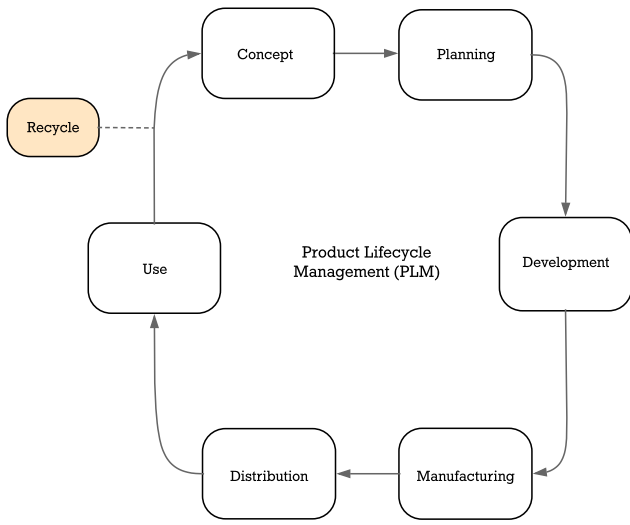 Concept
Planning
Recycle
Product Lifecycle
Management (PLM)
Use
Development
Distribution
Manufacturing